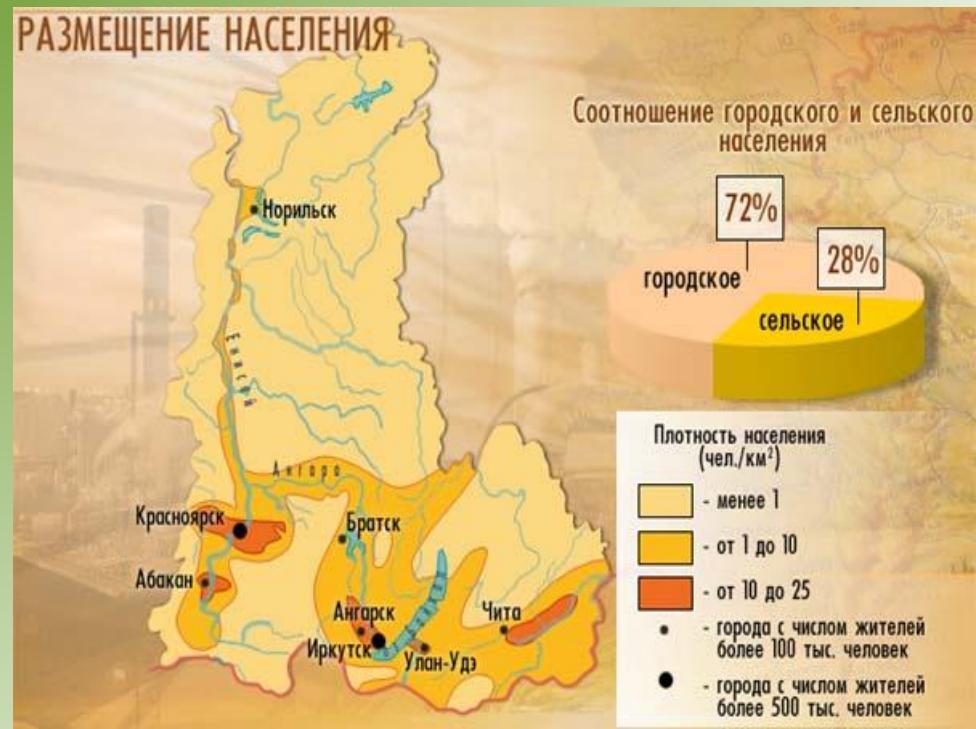 РАЗМЕЩЕНИЕ НАСЕЛЕНИЯ
Соотношение городского и сельского
населения
72%
28%
городское
сельское
Норильск
Енисей
Ангара
Красноярск
Братск
Абакан
Ангарск
Чита
Иркутск
Улан-Удэ
Плотность населения
(чел./км²)
- менее 1
- от 1 до 10
- от 10 до 25
- города с числом жителей
более 100 тыс. человек
- города с числом жителей
более 500 тыс. человек